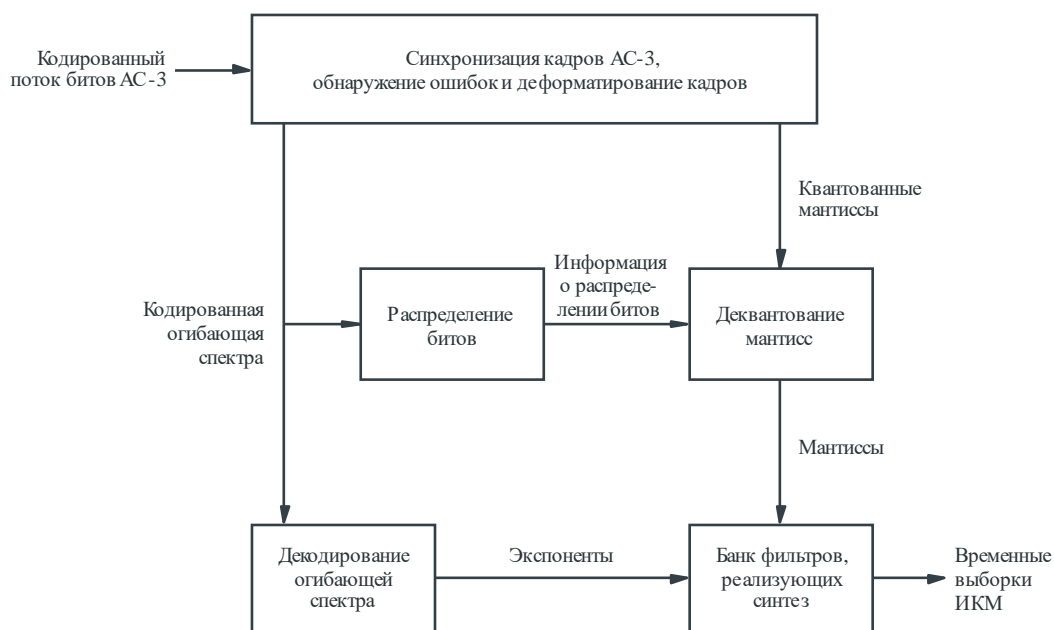 Кодированный
поток битов АС-3
Синхронизация кадров АС-3,
обнаружение ошибок и деформатирование кадров
Квантованные
мантиссы
Информация
о распреде-
лении битов
Кодированная
огибающая
спектра
Распределение
битов
Деквантование
мантисс
Мантиссы
Декодирование
огибающей
спектра
Экспоненты
Банк фильтров,
реализующих
синтез
Временные
выборки
ИКМ